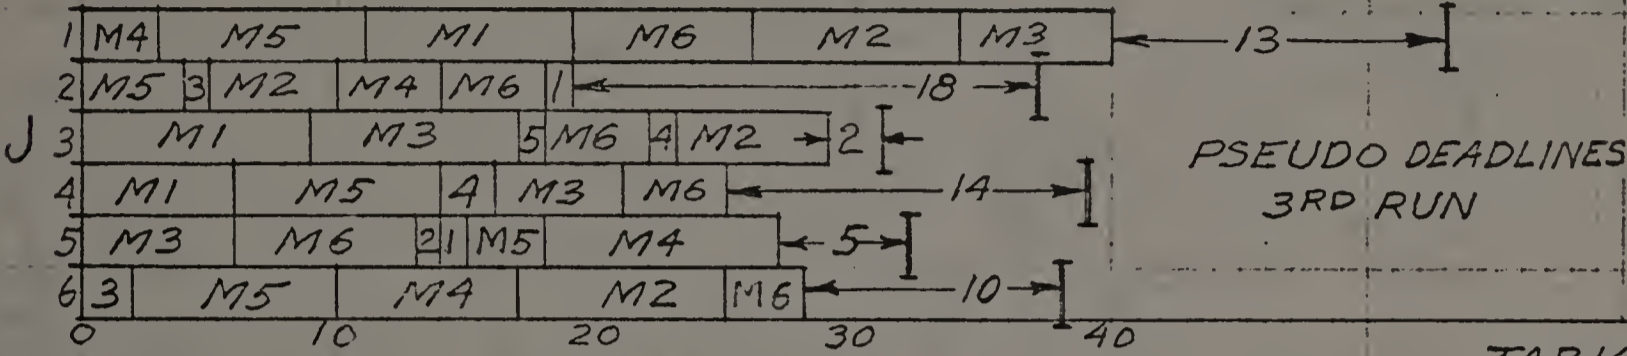 1 M4 M5 M1 M6 M2 M3 13
2 M5 3 M2 M4 M6 1 18
J 3 M1 M3 5 M6 4 M2 2
PSEUDO DEADLINES
4 M1 M5 4 M3 M6 14
3RD RUN
5 M3 M6 2 1 M5 M4 5
6 3 M5 M4 M2 M6 10
0 10 20 30 40